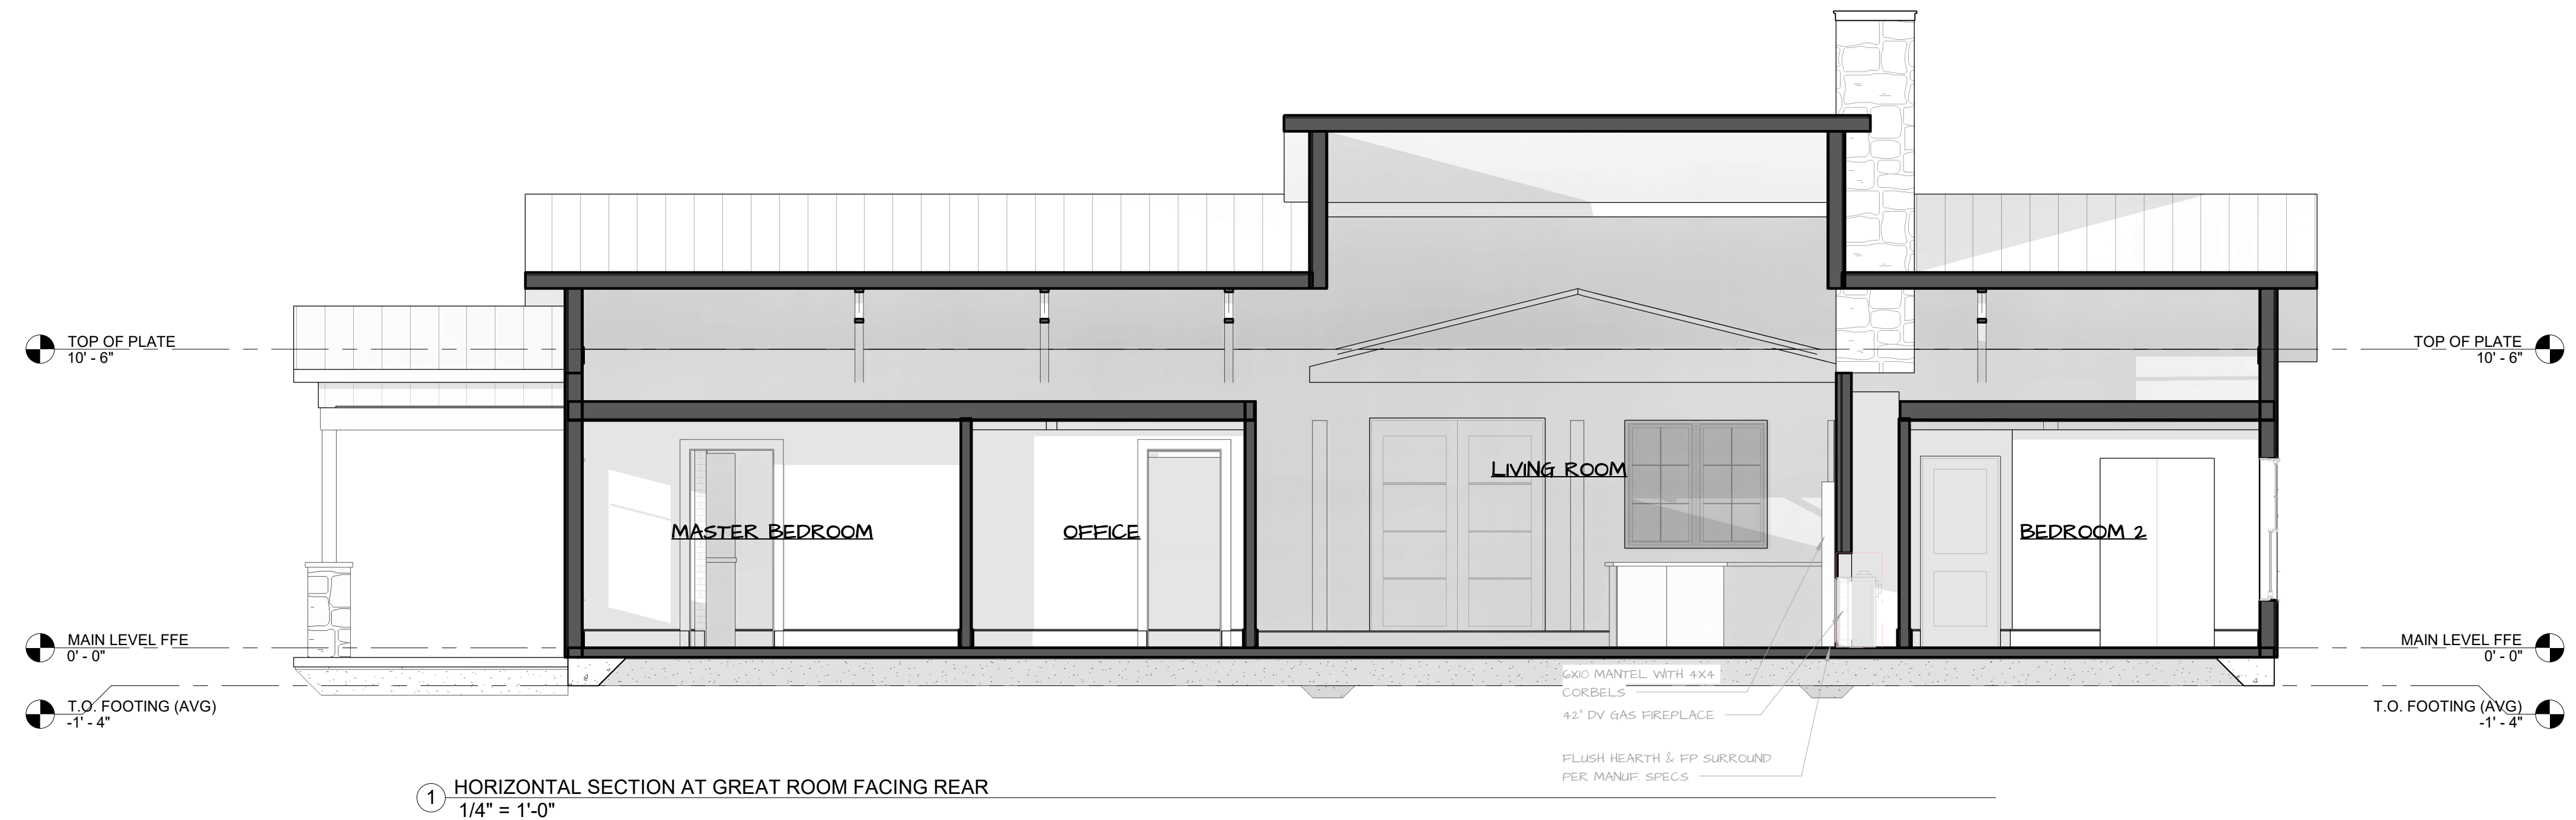 TOP OF PLATE
10' - 6"
TOP OF PLATE
10' - 6"
LIVING ROOM
MASTER BEDROOM
OFFICE
BEDROOM 2
MAIN LEVEL FFE
0' - 0"
MAIN LEVEL FFE
0' - 0"
6X10 MANTEL WITH 4X4
CORBELS
42" DV GAS FIREPLACE
T.O. FOOTING (AVG)
-1' - 4"
T.O. FOOTING (AVG)
-1' - 4"
FLUSH HEARTH & FP SURROUND
PER MANUF. SPECS
1
HORIZONTAL SECTION AT GREAT ROOM FACING REAR
1/4" = 1'-0"